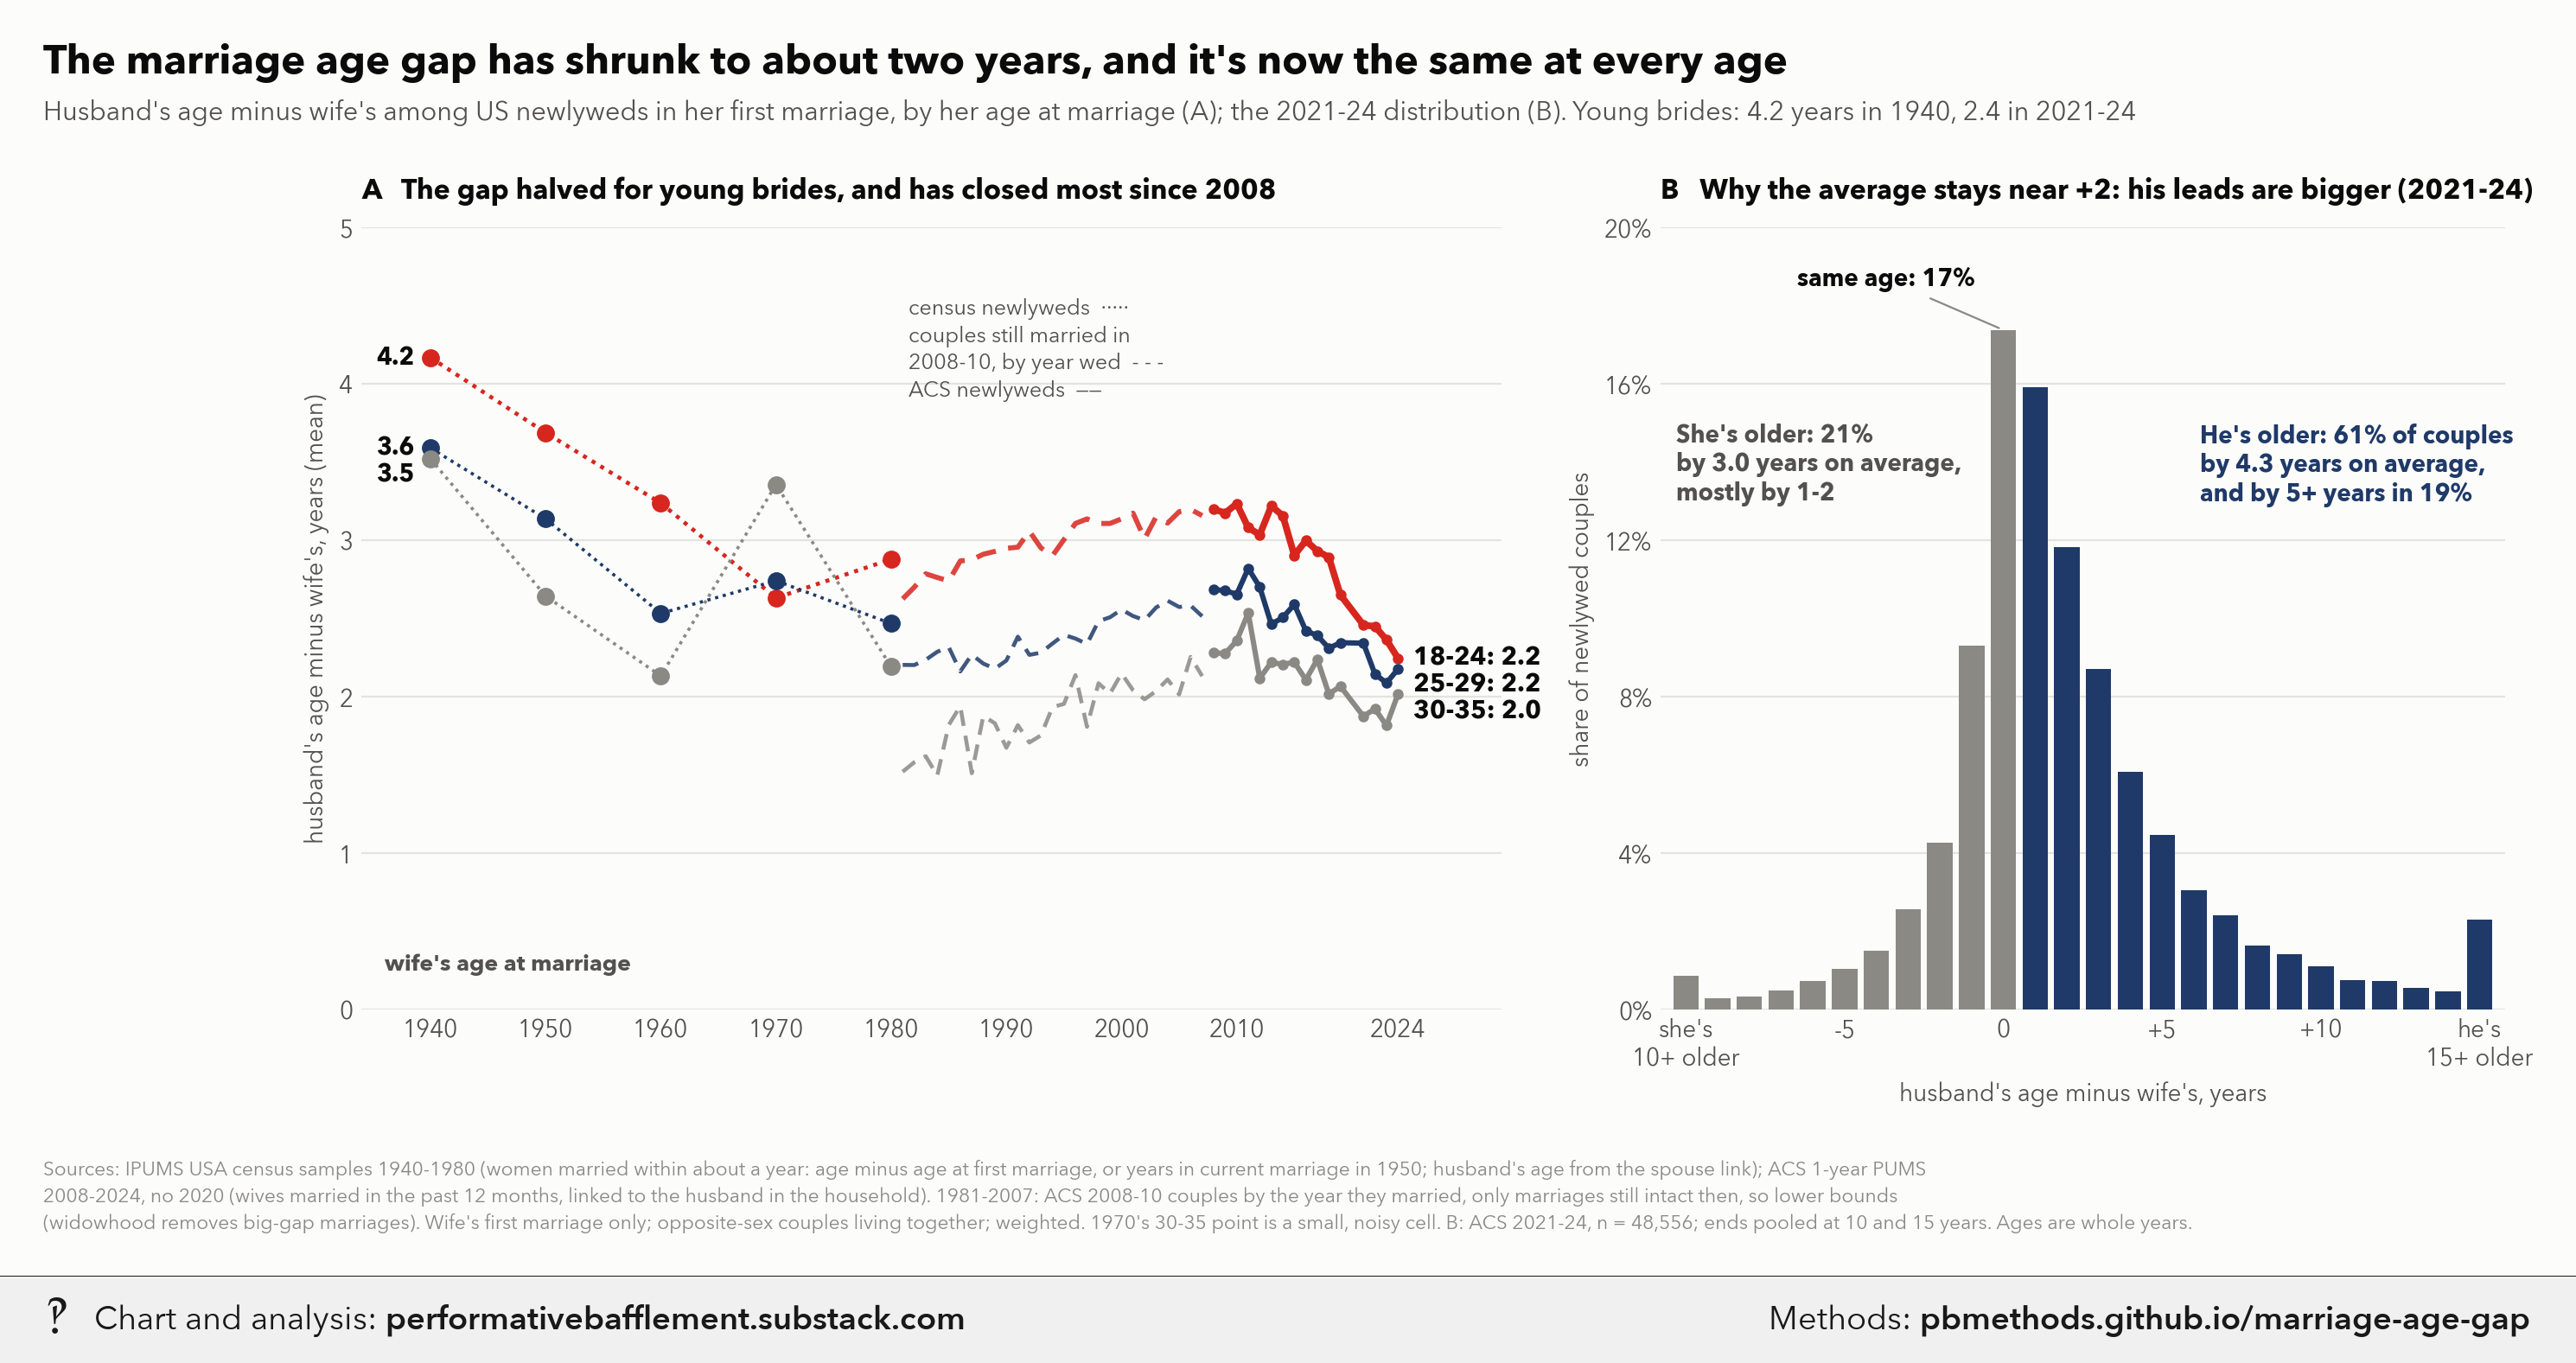 The marriage age gap has shrunk to about two years, and it's now the same at every age
Husband's age minus wife's among US newlyweds in her first marriage, by her age at marriage (A); the 2021-24 distribution (B). Young brides: 4.2 years in 1940, 2.4 in 2021-24
A The gap halved for young brides, and has closed most since 2008
husband's age minus wife's, years (mean)
5
4
3
2
1
0
census newlyweds ·····
couples still married in
2008-10, by year wed - - -
ACS newlyweds ——
4.2
3.6
3.5
18-24: 2.2
25-29: 2.2
30-35: 2.0
wife's age at marriage
1940 1950 1960 1970 1980 1990 2000 2010 2024
B Why the average stays near +2: his leads are bigger (2021-24)
share of newlywed couples
20%
16%
12%
8%
4%
0%
same age: 17%
She's older: 21%
by 3.0 years on average,
mostly by 1-2
He's older: 61% of couples
by 4.3 years on average,
and by 5+ years in 19%
she's -5 0 +5 +10 he's
10+ older 15+ older
husband's age minus wife's, years
Sources: IPUMS USA census samples 1940-1980 (women married within about a year: age minus age at first marriage, or years in current marriage in 1950; husband's age from the spouse link); ACS 1-year PUMS
2008-2024, no 2020 (wives married in the past 12 months, linked to the husband in the household). 1981-2007: ACS 2008-10 couples by the year they married, only marriages still intact then, so lower bounds
(widowhood removes big-gap marriages). Wife's first marriage only; opposite-sex couples living together; weighted. 1970's 30-35 point is a small, noisy cell. B: ACS 2021-24, n = 48,556; ends pooled at 10 and 15 years. Ages are whole years.
‽ Chart and analysis: performativebafflement.substack.com
Methods: pbmethods.github.io/marriage-age-gap